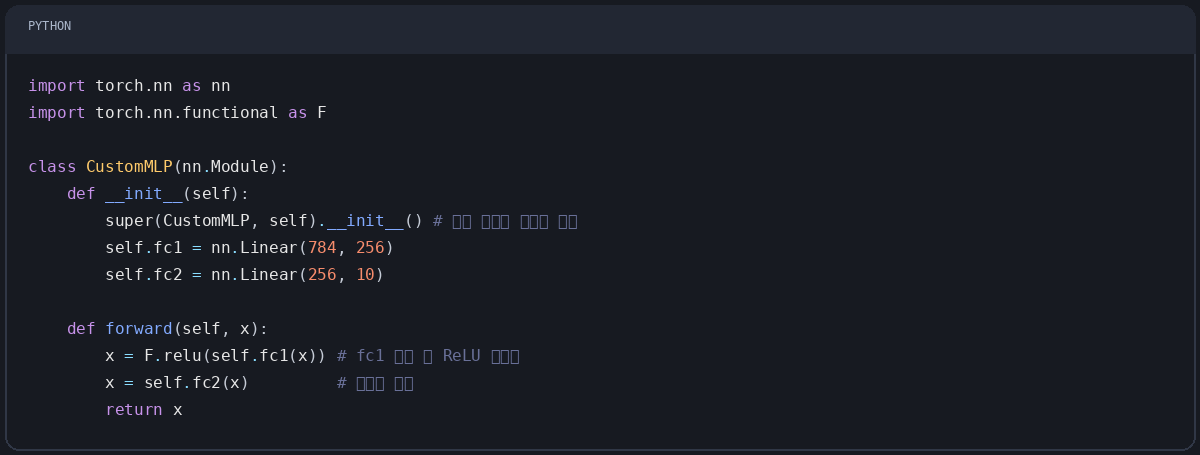 PYTHON
import torch.nn as nn
import torch.nn.functional as F
class CustomMLP(nn.Module):
    def __init__(self):
        super(CustomMLP, self).__init__() #
        self.fc1 = nn.Linear(784, 256)
        self.fc2 = nn.Linear(256, 10)
    def forward(self, x):
        x = F.relu(self.fc1(x)) # fc1 ReLU
        x = self.fc2(x)         #
        return x